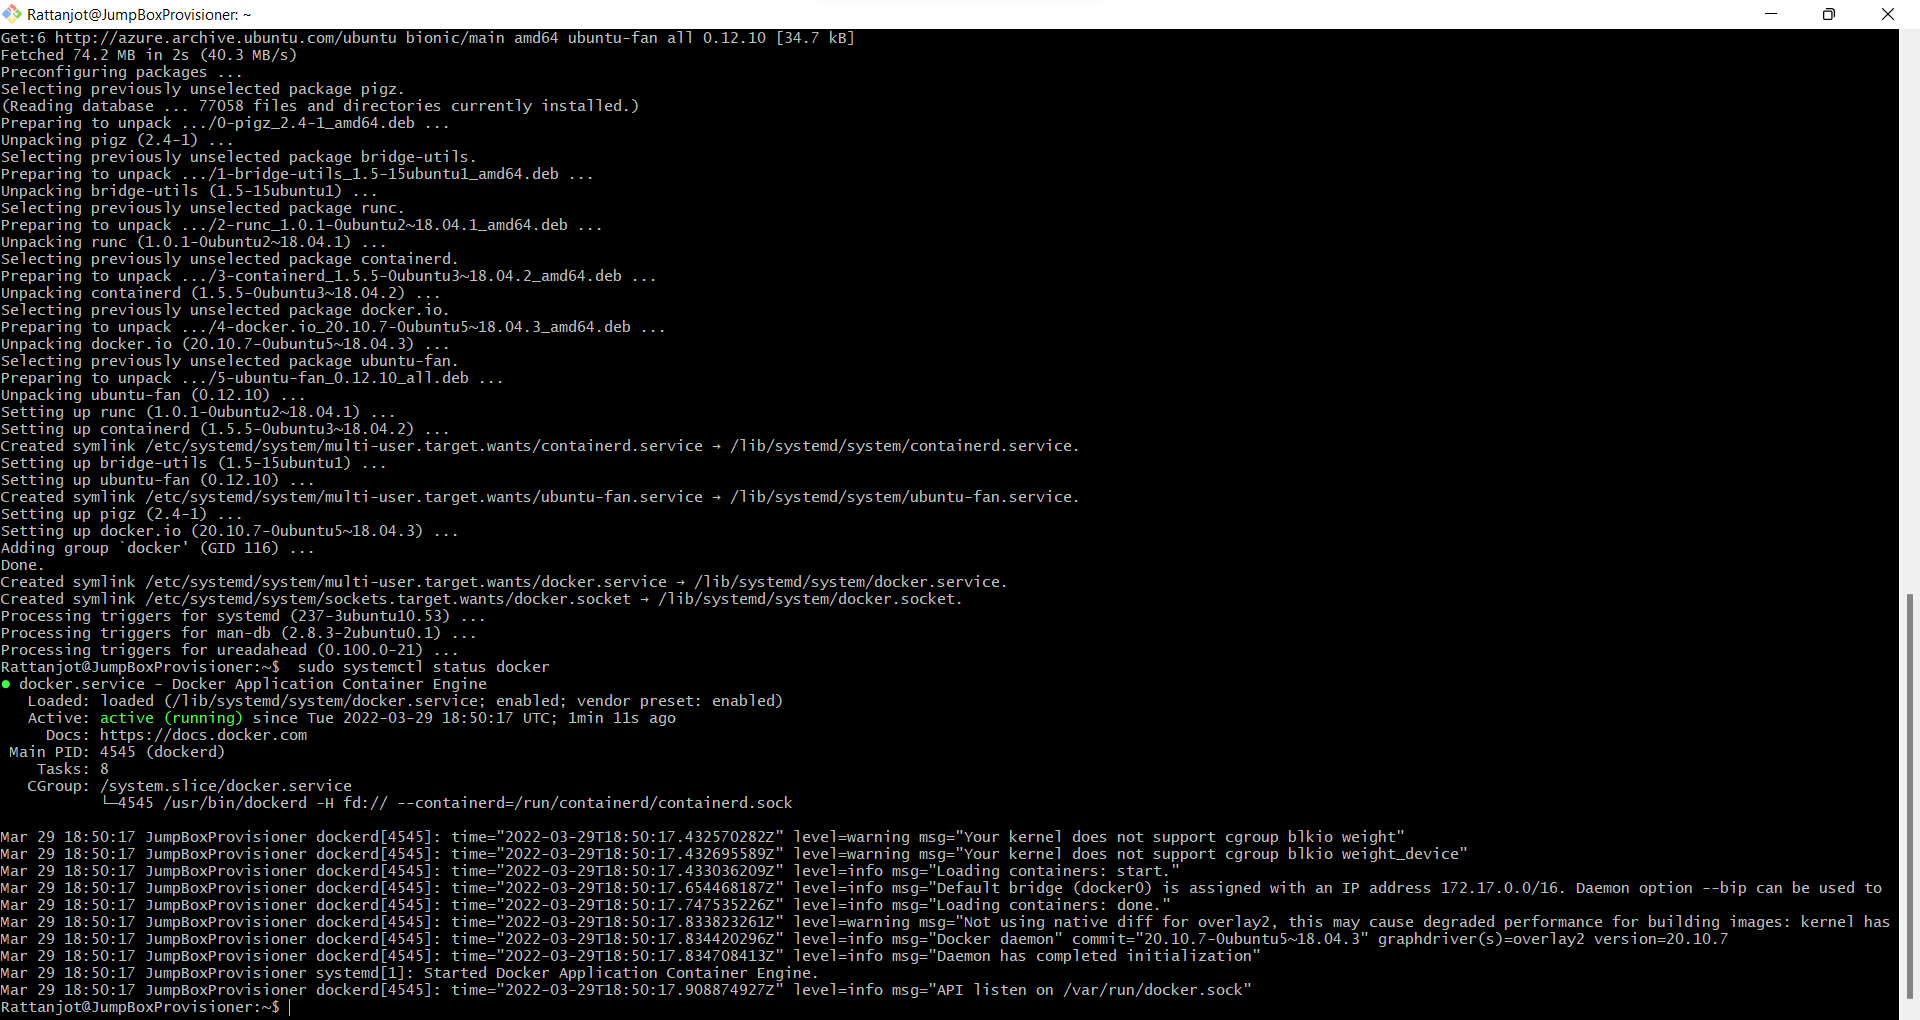 Rattanjot@JumpBoxProvisioner: ~
Get:6 http://azure.archive.ubuntu.com/ubuntu bionic/main amd64 ubuntu-fan all 0.12.10 [34.7 kB]
Fetched 74.2 MB in 2s (40.3 MB/s)
Preconfiguring packages ...
Selecting previously unselected package pigz.
(Reading database ... 77058 files and directories currently installed.)
Preparing to unpack .../0-pigz_2.4-1_amd64.deb ...
Unpacking pigz (2.4-1) ...
Selecting previously unselected package bridge-utils.
Preparing to unpack .../1-bridge-utils_1.5-15ubuntu1_amd64.deb ...
Unpacking bridge-utils (1.5-15ubuntu1) ...
Selecting previously unselected package runc.
Preparing to unpack .../2-runc_1.0.1-0ubuntu2~18.04.1_amd64.deb ...
Unpacking runc (1.0.1-0ubuntu2~18.04.1) ...
Selecting previously unselected package containerd.
Preparing to unpack .../3-containerd_1.5.5-0ubuntu3~18.04.2_amd64.deb ...
Unpacking containerd (1.5.5-0ubuntu3~18.04.2) ...
Selecting previously unselected package docker.io.
Preparing to unpack .../4-docker.io_20.10.7-0ubuntu5~18.04.3_amd64.deb ...
Unpacking docker.io (20.10.7-0ubuntu5~18.04.3) ...
Selecting previously unselected package ubuntu-fan.
Preparing to unpack .../5-ubuntu-fan_0.12.10_all.deb ...
Unpacking ubuntu-fan (0.12.10) ...
Setting up runc (1.0.1-0ubuntu2~18.04.1) ...
Setting up containerd (1.5.5-0ubuntu3~18.04.2) ...
Created symlink /etc/systemd/system/multi-user.target.wants/containerd.service → /lib/systemd/system/containerd.service.
Setting up bridge-utils (1.5-15ubuntu1) ...
Setting up ubuntu-fan (0.12.10) ...
Created symlink /etc/systemd/system/multi-user.target.wants/ubuntu-fan.service → /lib/systemd/system/ubuntu-fan.service.
Setting up pigz (2.4-1) ...
Setting up docker.io (20.10.7-0ubuntu5~18.04.3) ...
Adding group `docker' (GID 116) ...
Done.
Created symlink /etc/systemd/system/multi-user.target.wants/docker.service → /lib/systemd/system/docker.service.
Created symlink /etc/systemd/system/sockets.target.wants/docker.socket → /lib/systemd/system/docker.socket.
Processing triggers for systemd (237-3ubuntu10.53) ...
Processing triggers for man-db (2.8.3-2ubuntu0.1) ...
Processing triggers for ureadahead (0.100.0-21) ...
Rattanjot@JumpBoxProvisioner:~$  sudo systemctl status docker
● docker.service - Docker Application Container Engine
   Loaded: loaded (/lib/systemd/system/docker.service; enabled; vendor preset: enabled)
   Active: active (running) since Tue 2022-03-29 18:50:17 UTC; 1min 11s ago
     Docs: https://docs.docker.com
 Main PID: 4545 (dockerd)
    Tasks: 8
   CGroup: /system.slice/docker.service
           └─4545 /usr/bin/dockerd -H fd:// --containerd=/run/containerd/containerd.sock
Mar 29 18:50:17 JumpBoxProvisioner dockerd[4545]: time="2022-03-29T18:50:17.432570282Z" level=warning msg="Your kernel does not support cgroup blkio weight"
Mar 29 18:50:17 JumpBoxProvisioner dockerd[4545]: time="2022-03-29T18:50:17.432695589Z" level=warning msg="Your kernel does not support cgroup blkio weight_device"
Mar 29 18:50:17 JumpBoxProvisioner dockerd[4545]: time="2022-03-29T18:50:17.433036209Z" level=info msg="Loading containers: start."
Mar 29 18:50:17 JumpBoxProvisioner dockerd[4545]: time="2022-03-29T18:50:17.654468187Z" level=info msg="Default bridge (docker0) is assigned with an IP address 172.17.0.0/16. Daemon option --bip can be used to
Mar 29 18:50:17 JumpBoxProvisioner dockerd[4545]: time="2022-03-29T18:50:17.747535226Z" level=info msg="Loading containers: done."
Mar 29 18:50:17 JumpBoxProvisioner dockerd[4545]: time="2022-03-29T18:50:17.833823261Z" level=warning msg="Not using native diff for overlay2, this may cause degraded performance for building images: kernel has
Mar 29 18:50:17 JumpBoxProvisioner dockerd[4545]: time="2022-03-29T18:50:17.834420296Z" level=info msg="Docker daemon" commit="20.10.7-0ubuntu5~18.04.3" graphdriver(s)=overlay2 version=20.10.7
Mar 29 18:50:17 JumpBoxProvisioner dockerd[4545]: time="2022-03-29T18:50:17.834708413Z" level=info msg="Daemon has completed initialization"
Mar 29 18:50:17 JumpBoxProvisioner systemd[1]: Started Docker Application Container Engine.
Mar 29 18:50:17 JumpBoxProvisioner dockerd[4545]: time="2022-03-29T18:50:17.908874927Z" level=info msg="API listen on /var/run/docker.sock"
Rattanjot@JumpBoxProvisioner:~$